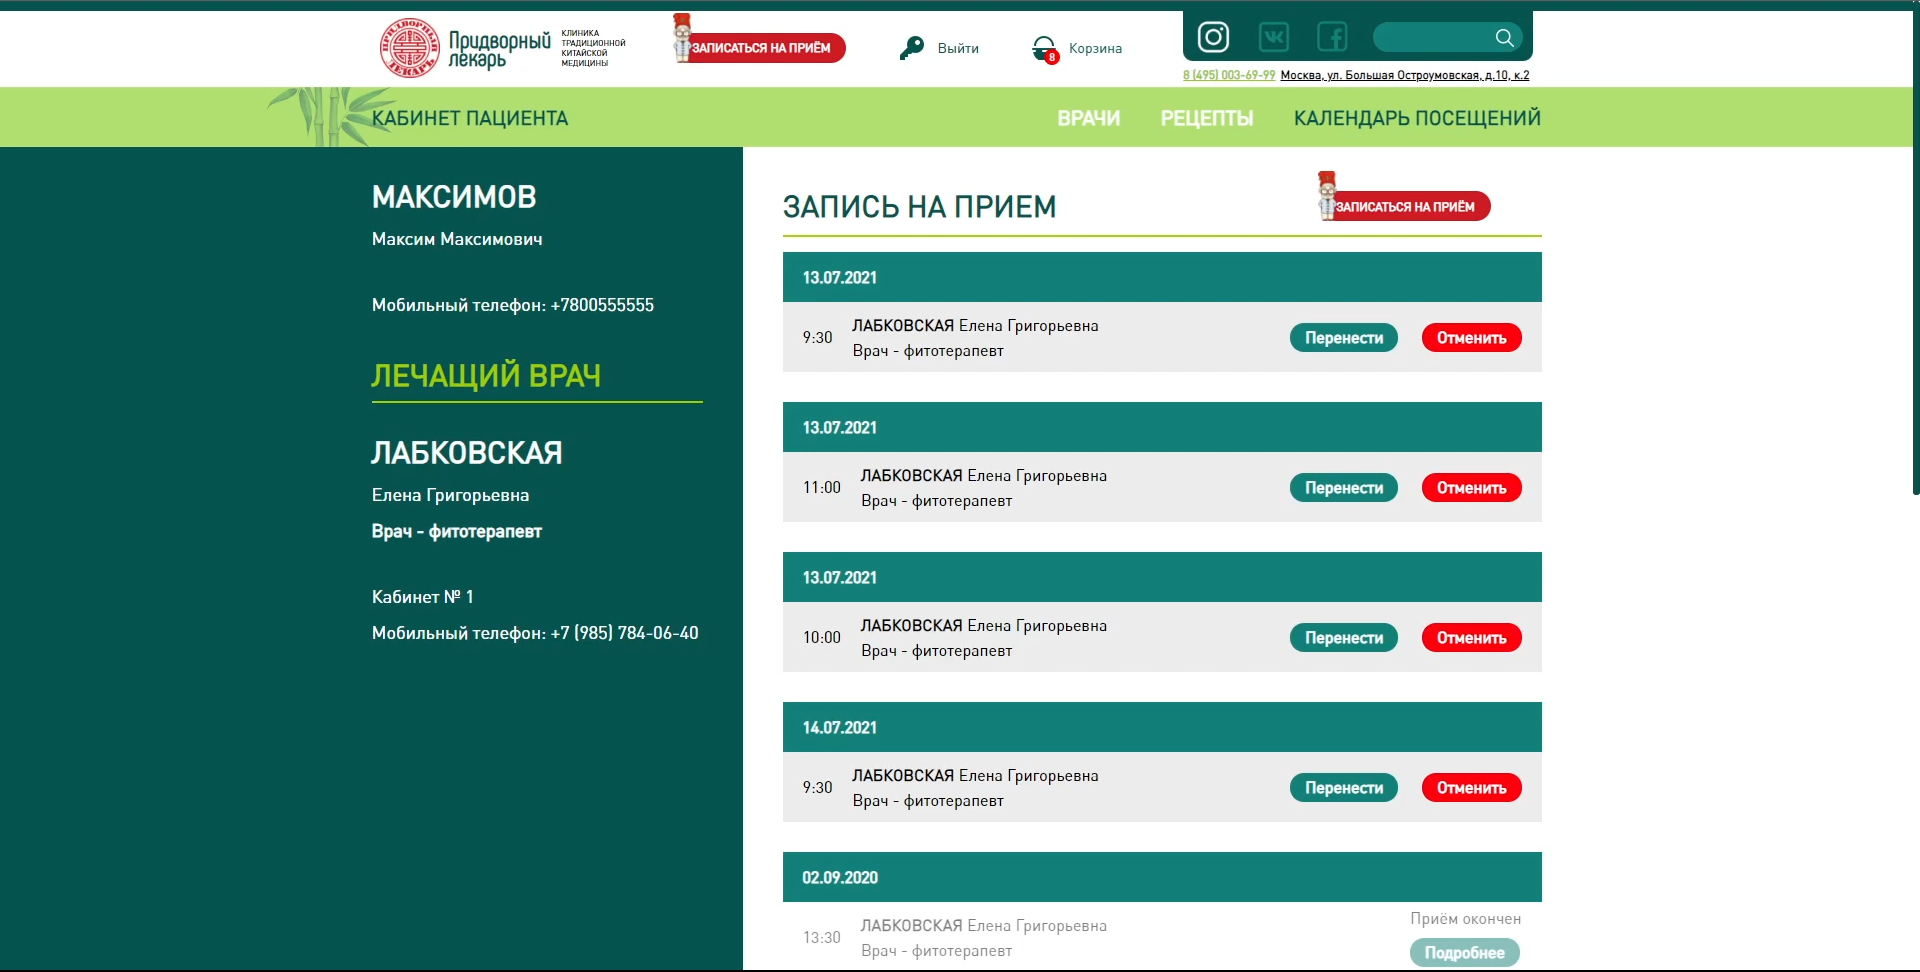 ПРИДВОРНЫЙ ЛЕКАРЬ
Придворный
лекарь
КЛИНИКА
ТРАДИЦИОННОЙ
КИТАЙСКОЙ
МЕДИЦИНЫ
ЗАПИСАТЬСЯ НА ПРИЁМ
Выйти
8
Корзина
8 (495) 003-69-99 Москва, ул. Большая Остроумовская, д.10, к.2
КАБИНЕТ ПАЦИЕНТА
ВРАЧИ
РЕЦЕПТЫ
КАЛЕНДАРЬ ПОСЕЩЕНИЙ
МАКСИМОВ
Максим Максимович
Мобильный телефон: +7800555555
ЛЕЧАЩИЙ ВРАЧ
ЛАБКОВСКАЯ
Елена Григорьевна
Врач - фитотерапевт
Кабинет № 1
Мобильный телефон: +7 (985) 784-06-40
ЗАПИСЬ НА ПРИЕМ
ЗАПИСАТЬСЯ НА ПРИЁМ
13.07.2021
9:30
ЛАБКОВСКАЯ Елена Григорьевна
Врач - фитотерапевт
Перенести
Отменить
13.07.2021
11:00
ЛАБКОВСКАЯ Елена Григорьевна
Врач - фитотерапевт
Перенести
Отменить
13.07.2021
10:00
ЛАБКОВСКАЯ Елена Григорьевна
Врач - фитотерапевт
Перенести
Отменить
14.07.2021
9:30
ЛАБКОВСКАЯ Елена Григорьевна
Врач - фитотерапевт
Перенести
Отменить
02.09.2020
13:30
ЛАБКОВСКАЯ Елена Григорьевна
Врач - фитотерапевт
Приём окончен
Подробнее